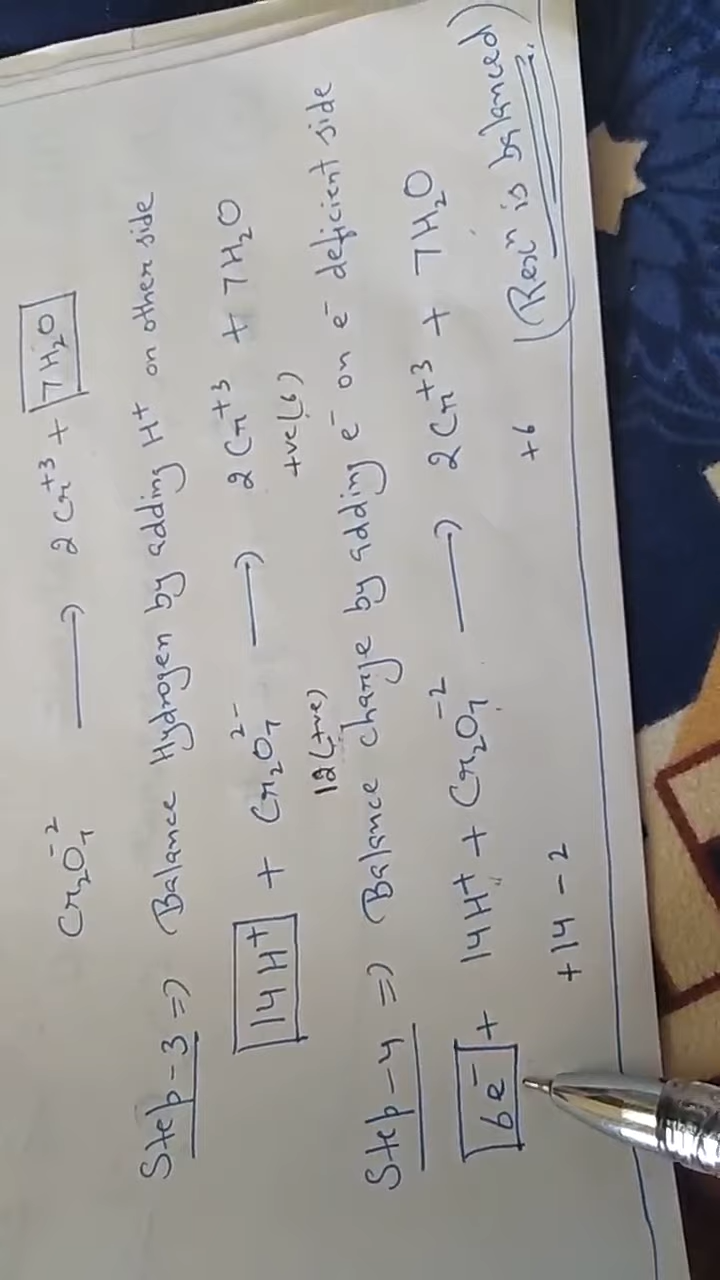 Cr₂O₇⁻² ⟶ 2Cr⁺³ + 7H₂O
Step-3 ⇒ Balance Hydrogen by adding H⁺ on other side
14H⁺ + Cr₂O₇²⁻ ⟶ 2Cr⁺³ + 7H₂O
12(+ve) +ve(6)
Step-4 ⇒ Balance charge by adding e⁻ on e⁻ deficient side
6e⁻ + 14H⁺ + Cr₂O₇⁻² ⟶ 2Cr⁺³ + 7H₂O
+14 - 2 +6 (Rexⁿ is balanced)